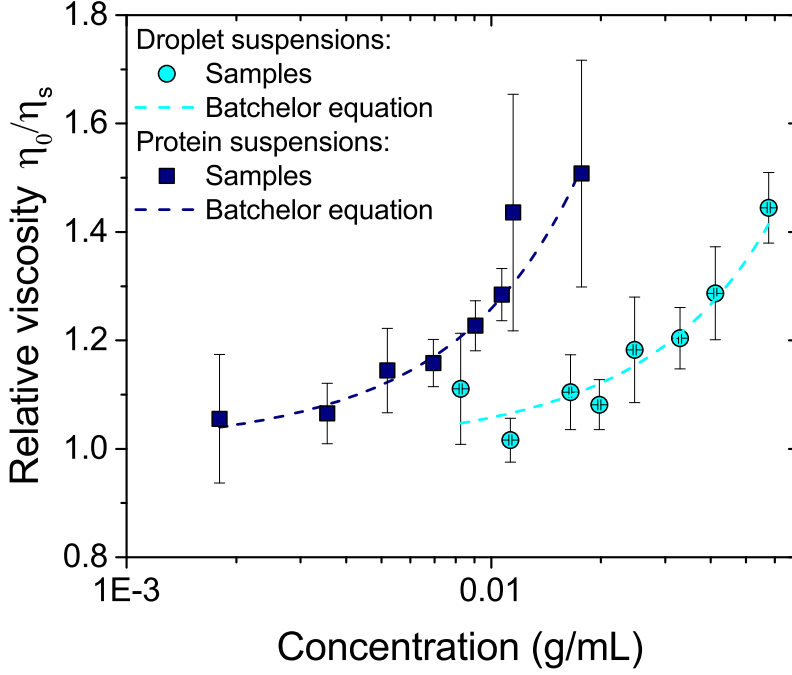 1.8
1.6
1.4
1.2
1.0
0.8
Relative viscosity η₀/ηₛ
Droplet suspensions:
Samples
Batchelor equation
Protein suspensions:
Samples
Batchelor equation
1E-3
0.01
Concentration (g/mL)